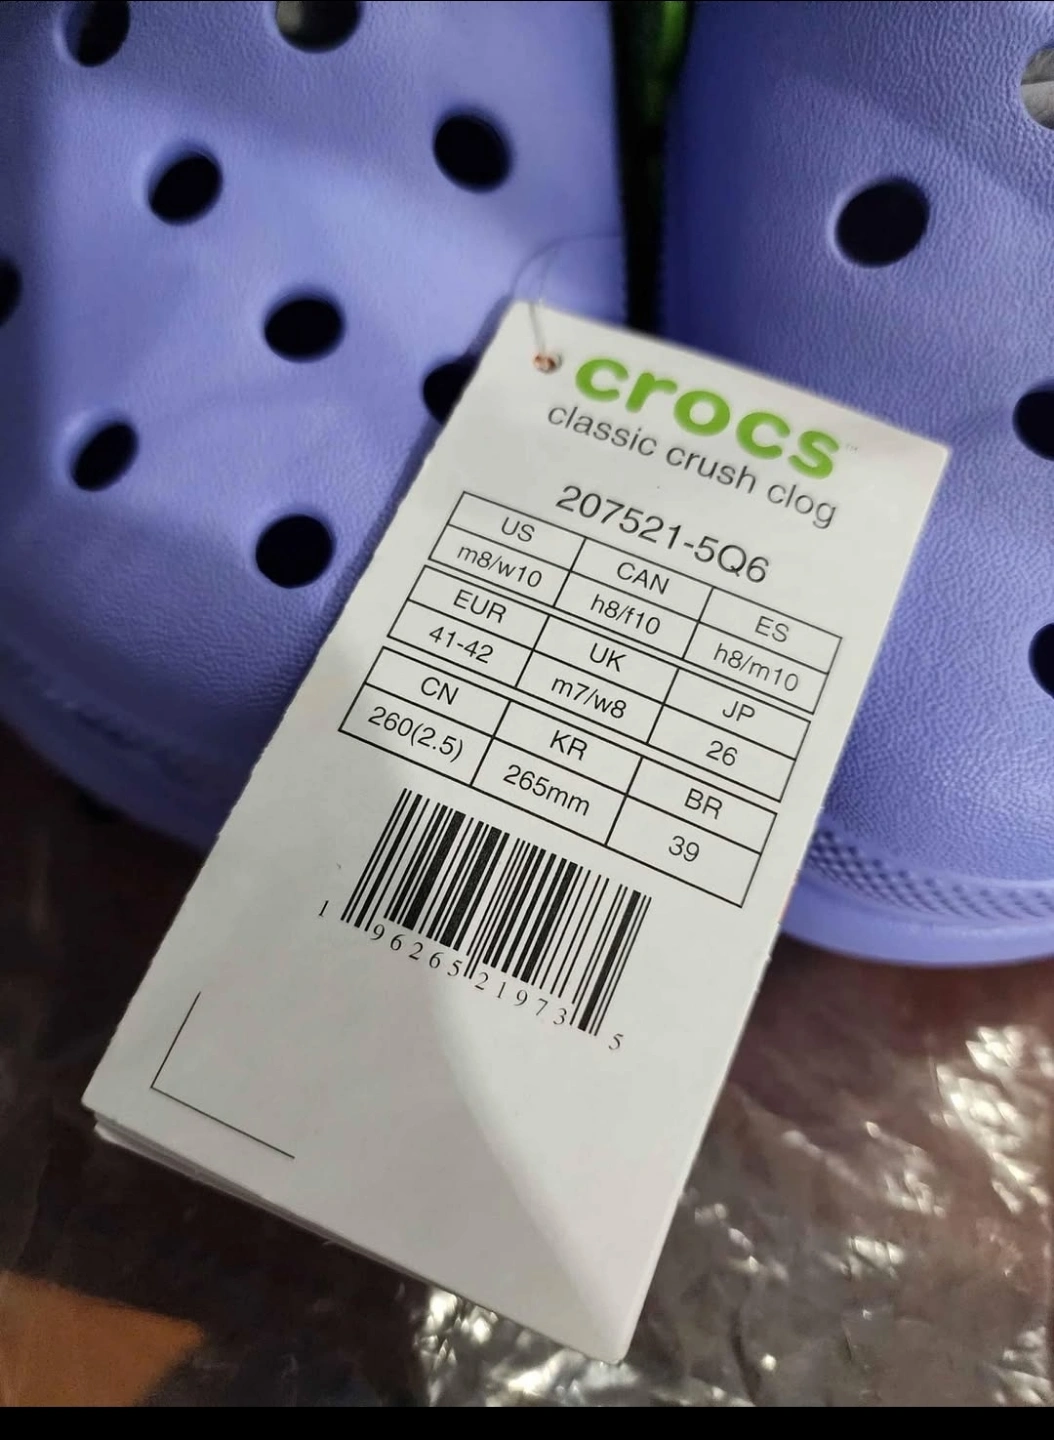 crocs™
classic crush clog
207521-5Q6
US CAN ES
m8/w10 h8/f10 h8/m10
EUR UK JP
41-42 m7/w8 26
CN KR BR
260(2.5) 265mm 39
1 96265 21973 5